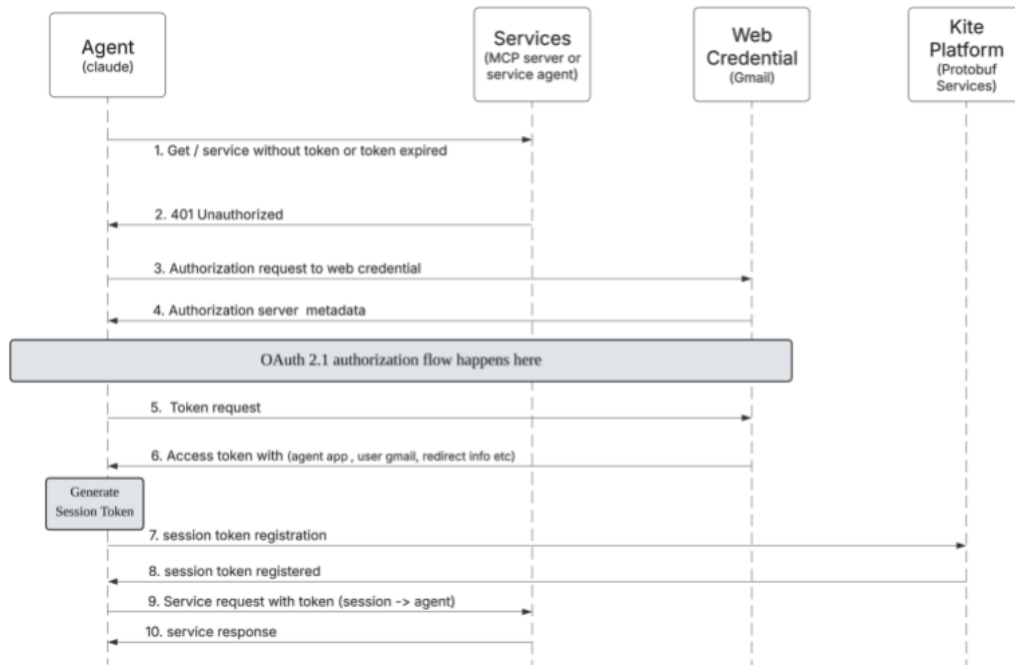 Agent
(claude)
Services
(MCP server or
service agent)
Web
Credential
(Gmail)
Kite
Platform
(Protobuf
Services)
1. Get / service without token or token expired
2. 401 Unauthorized
3. Authorization request to web credential
4. Authorization server metadata
OAuth 2.1 authorization flow happens here
5. Token request
6. Access token with (agent app , user gmail, redirect info etc)
Generate
Session Token
7. session token registration
8. session token registered
9. Service request with token (session -> agent)
10. service response